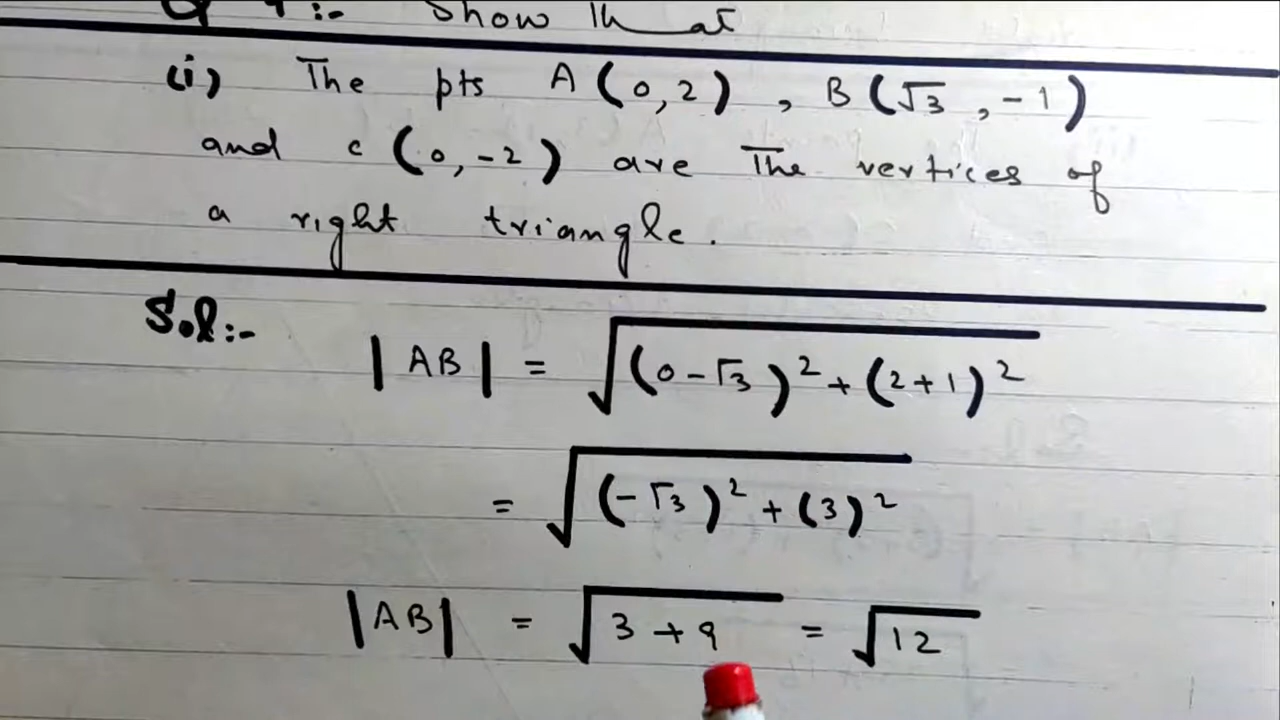 Show that
(i) The pts A(0,2), B(√3,-1)
and c(0,-2) are The vertices of
a right triangle.
Sol:-
|AB| = √(0-√3)²+(2+1)²
= √(-√3)²+(3)²
|AB| = √3+9 = √12